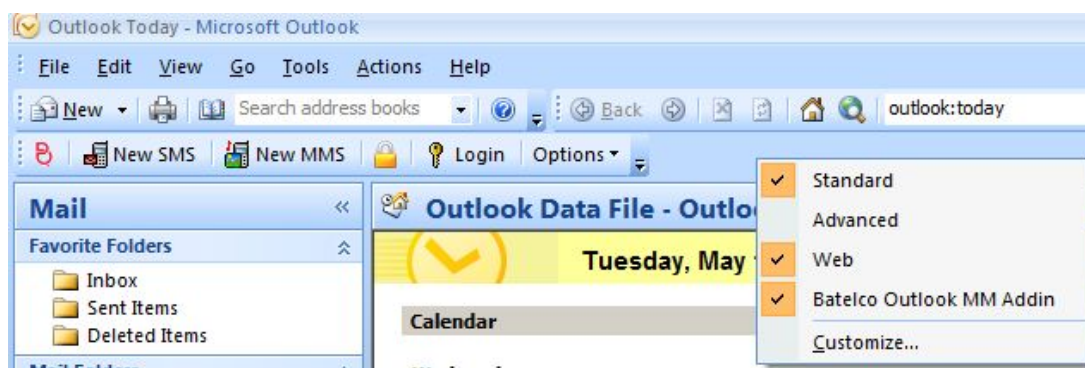 Outlook Today - Microsoft Outlook
File Edit View Go Tools Actions Help
New Search address books Back outlook:today
New SMS New MMS Login Options
Standard
Mail Outlook Data File - Outlo
Advanced
Favorite Folders
Tuesday, May
Web
Inbox
Sent Items
Batelco Outlook MM Addin
Calendar
Deleted Items
Customize...